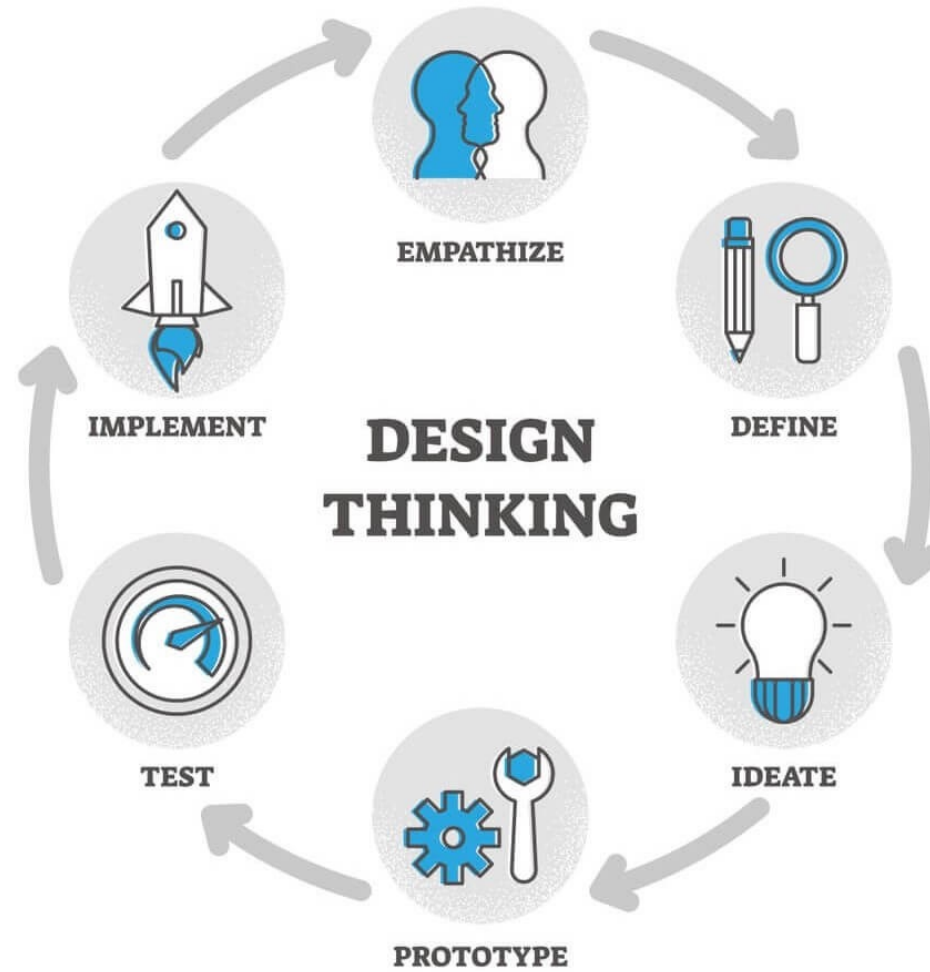 EMPATHIZE
DEFINE
IDEATE
PROTOTYPE
TEST
IMPLEMENT
DESIGN
THINKING